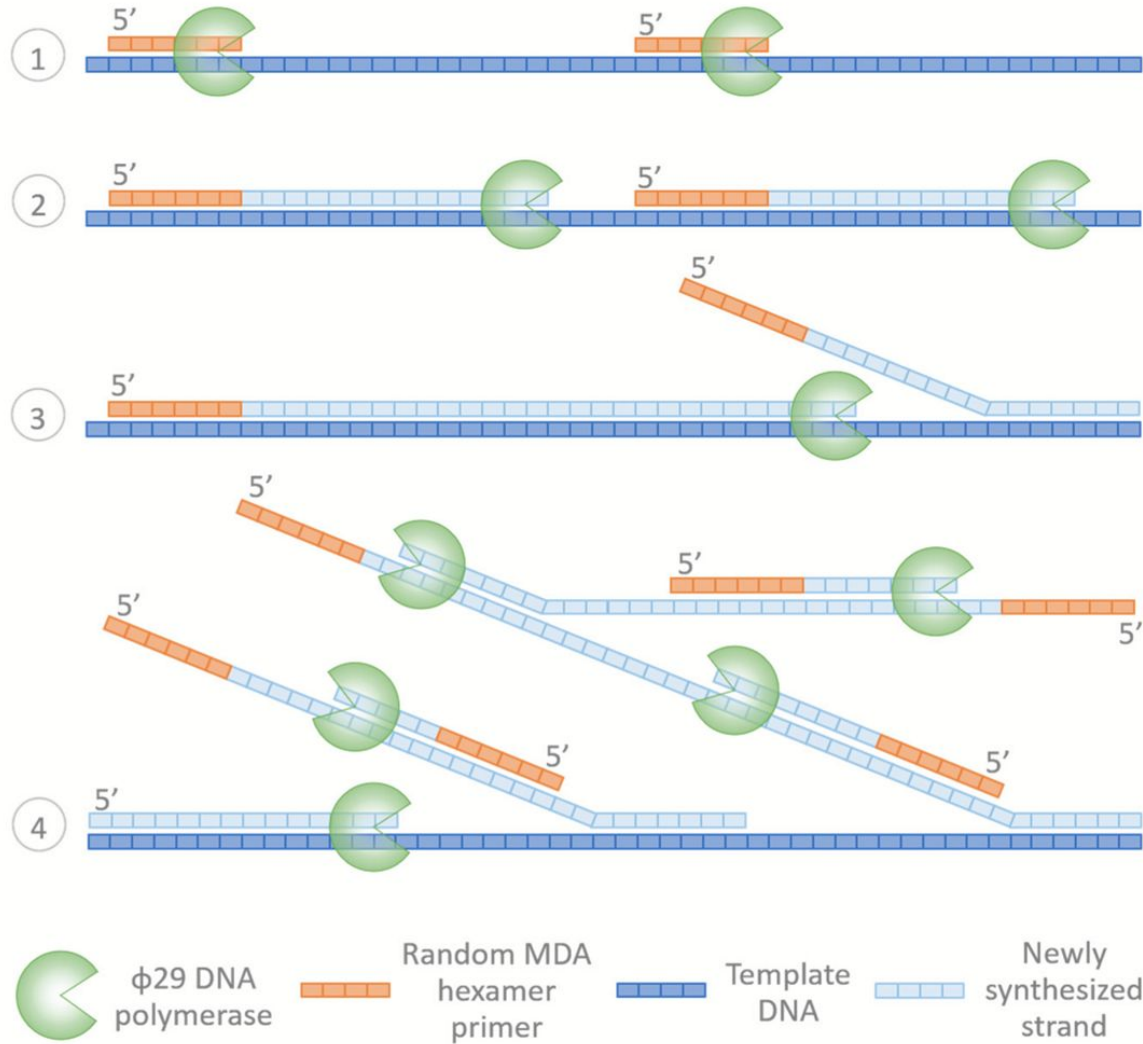 5’
5’
1
5’
5’
2
5’
5’
3
5’
5’
5’
5’
5’
5’
5’
4
ϕ29 DNA
polymerase
Random MDA
hexamer
primer
Template
DNA
Newly
synthesized
strand